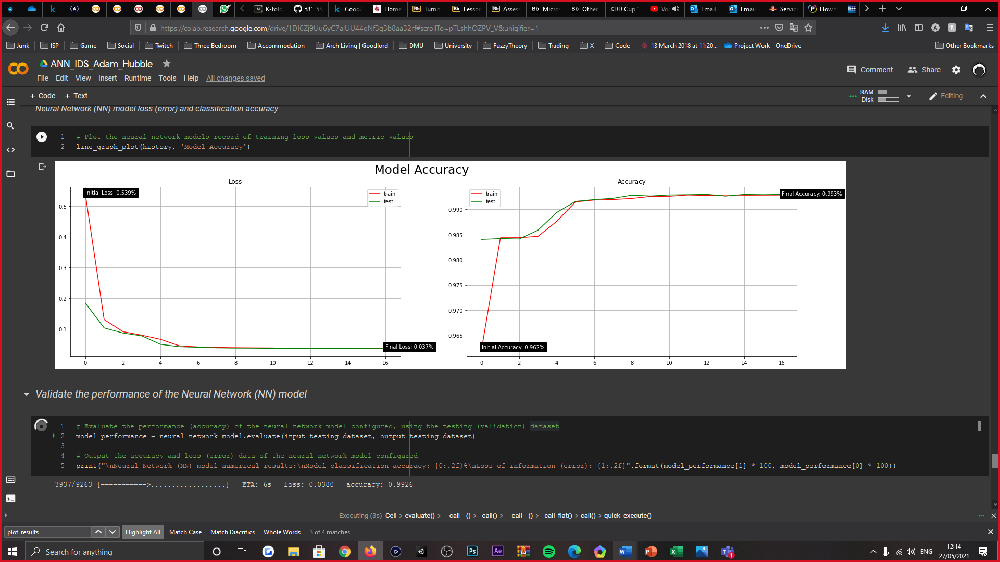 K-fold
t81_55
Good/
Home
Turniti
Lesson
Assess
Micros
Other
KDD Cup 1
Voc
Email
Email
Servic
How t
IEEE
https://colab.research.google.com/drive/1DI6Zj9Uu6yC7alUU44qNf3q3b8aa32rf#scrollTo=pTLshhOZPV_V&uniqifier=1
Junk ISP Game Social Twitch Three Bedroom Accommodation Arch Living | Goodlord DMU University FuzzyTheory Trading X Code 13 March 2018 at 11:20... Project Work - OneDrive Other Bookmarks
ANN_IDS_Adam_Hubble
Comment Share
File Edit View Insert Runtime Tools Help All changes saved
+ Code + Text
RAM
Disk
Editing
Neural Network (NN) model loss (error) and classification accuracy
1 # Plot the neural network models record of training loss values and metric values
2 line_graph_plot(history, 'Model Accuracy')
Model Accuracy
Loss
Initial Loss: 0.539%
train
test
0.5
0.4
0.3
0.2
0.1
Final Loss: 0.037%
0 2 4 6 8 10 12 14 16
Accuracy
train
test
Final Accuracy: 0.993%
0.990
0.985
0.980
0.975
0.970
0.965
Initial Accuracy: 0.962%
0 2 4 6 8 10 12 14 16
Validate the performance of the Neural Network (NN) model
1 # Evaluate the performance (accuracy) of the neural network model configured, using the testing (validation) dataset
2 model_performance = neural_network_model.evaluate(input_testing_dataset, output_testing_dataset)
3
4 # Output the accuracy and loss (error) data of the neural network model configured
5 print("\nNeural Network (NN) model numerical results:\nModel classification accuracy: {0:.2f}%\nLoss of information (error): {1:.2f}".format(model_performance[1] * 100, model_performance[0] * 100))
3937/9263 [===========>..................] - ETA: 6s - loss: 0.0380 - accuracy: 0.9926
Executing (3s) Cell > evaluate() > __call__() > _call() > __call__() > _call_flat() > call() > quick_execute()
plot_results
Highlight All Match Case Match Diacritics Whole Words 3 of 4 matches
Search for anything
ENG
12:14
27/05/2021